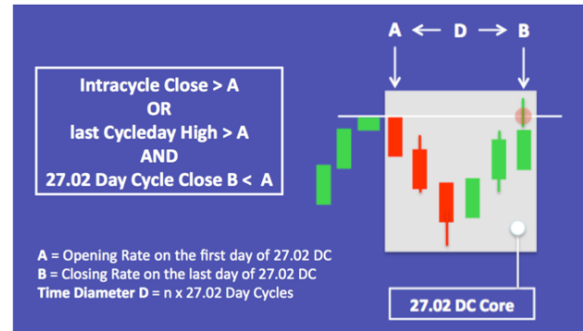 A D B
Intracycle Close > A
OR
last Cycleday High > A
AND
27.02 Day Cycle Close B < A
A = Opening Rate on the first day of 27.02 DC
B = Closing Rate on the last day of 27.02 DC
Time Diameter D = n x 27.02 Day Cycles
27.02 DC Core